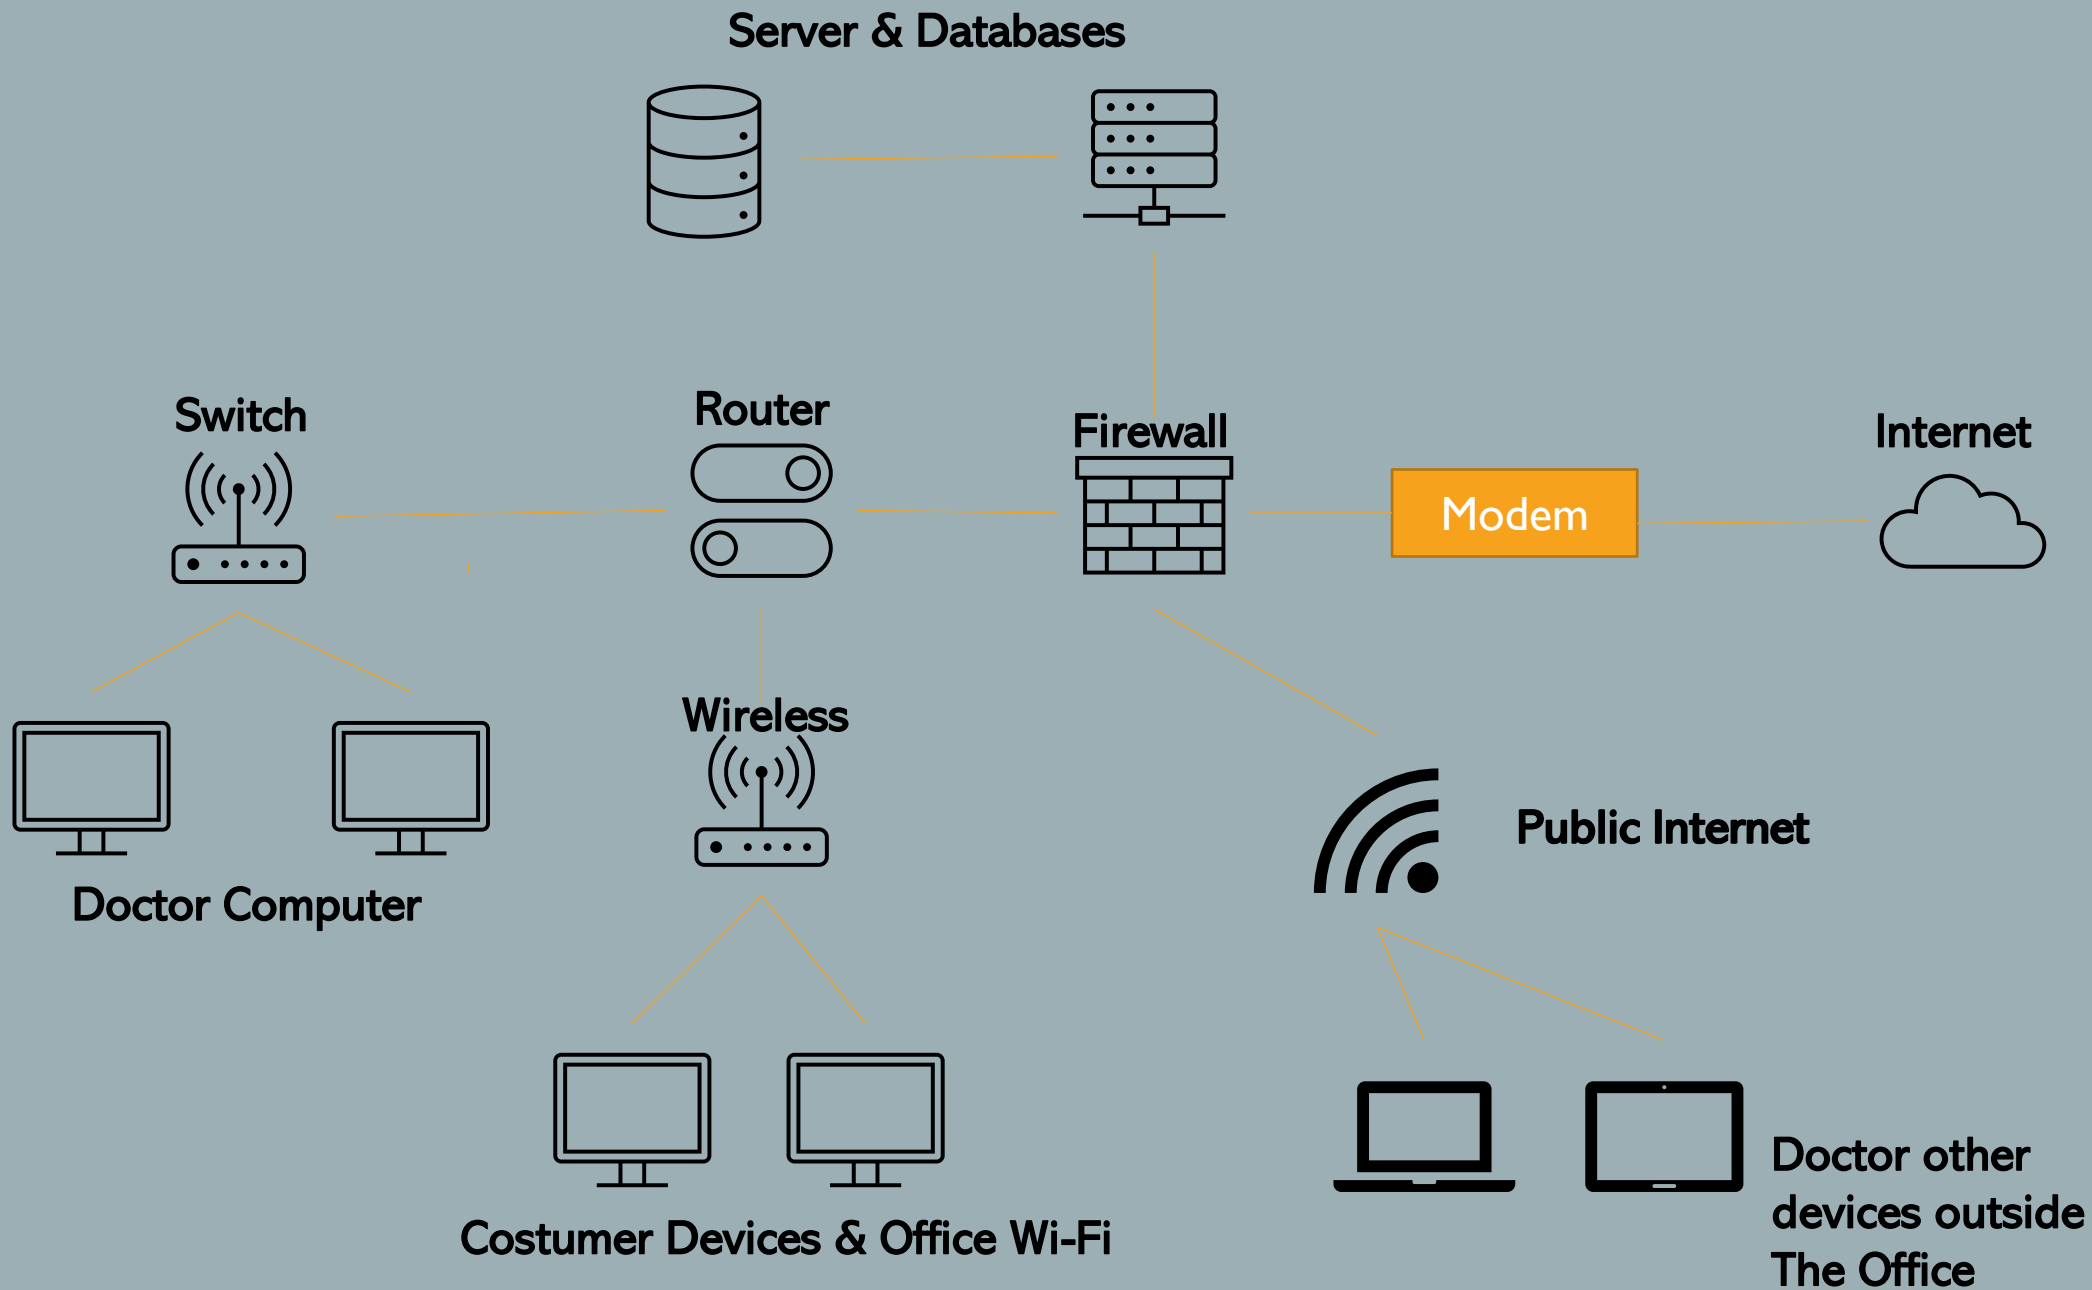 Server & Databases
Switch
Router
Firewall
Modem
Internet
Wireless
Public Internet
Doctor Computer
Costumer Devices & Office Wi-Fi
Doctor other
devices outside
The Office